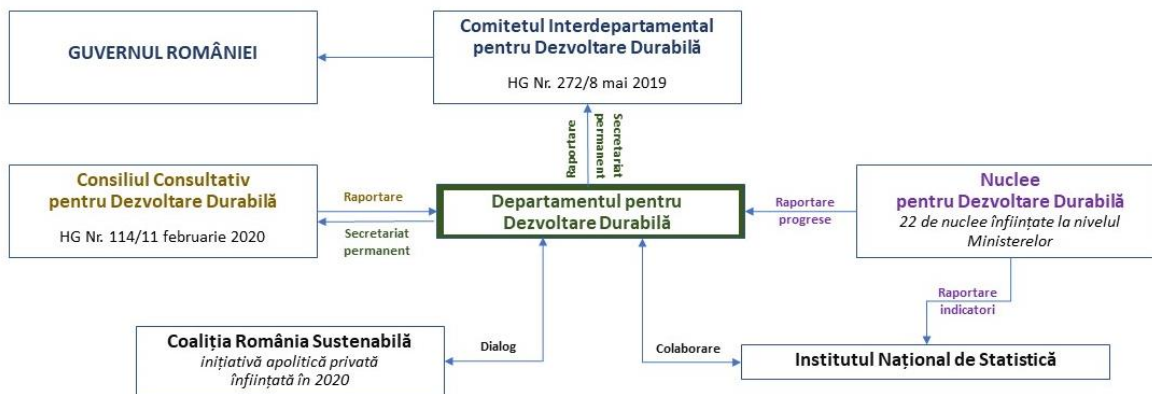 GUVERNUL ROMÂNIEI
Comitetul Interdepartamental
pentru Dezvoltare Durabilă
HG Nr. 272/8 mai 2019
Raportare
Secretariat
permanent
Consiliul Consultativ
pentru Dezvoltare Durabilă
HG Nr. 114/11 februarie 2020
Raportare
Secretariat
permanent
Departamentul pentru
Dezvoltare Durabilă
Raportare
progrese
Nuclee
pentru Dezvoltare Durabilă
22 de nuclee înființate la nivelul
Ministerelor
Raportare
indicatori
Coaliția România Sustenabilă
inițiativă apolitică privată
înființată în 2020
Dialog
Colaborare
Institutul Național de Statistică